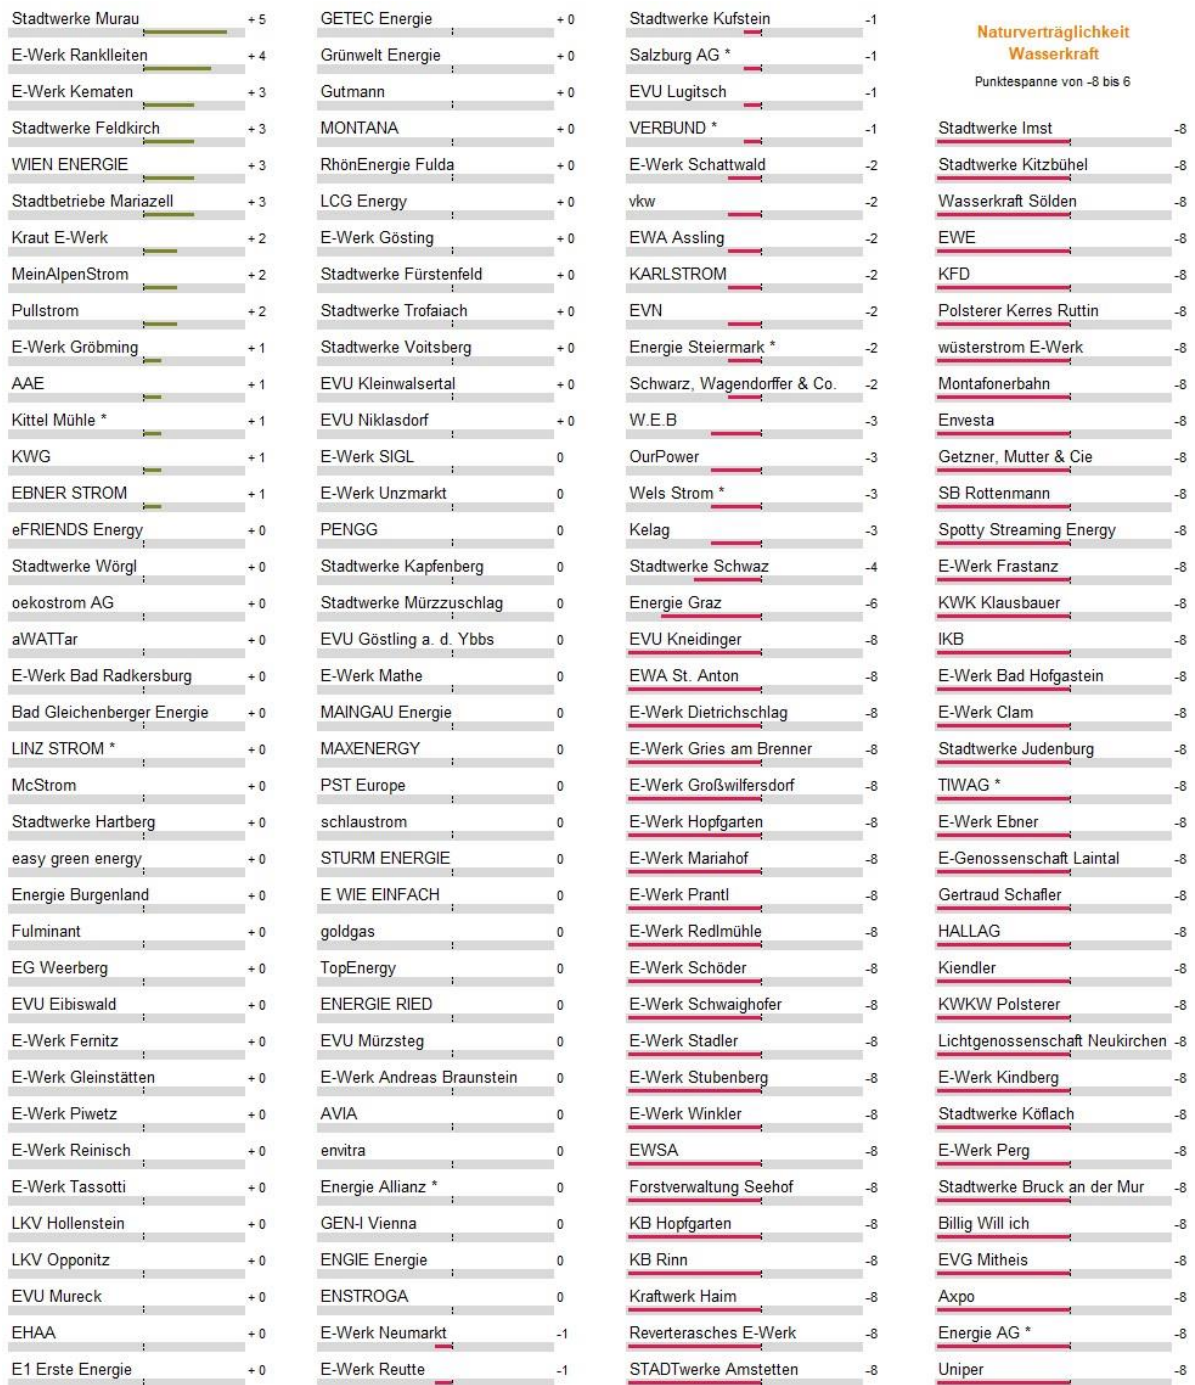 Stadtwerke Murau + 5
E-Werk Ranklleiten + 4
E-Werk Kematen + 3
Stadtwerke Feldkirch + 3
WIEN ENERGIE + 3
Stadtbetriebe Mariazell + 3
Kraut E-Werk + 2
MeinAlpenStrom + 2
Pullstrom + 2
E-Werk Gröbming + 1
AAE + 1
Kittel Mühle * + 1
KWG + 1
EBNER STROM + 1
eFRIENDS Energy + 0
Stadtwerke Wörgl + 0
oekostrom AG + 0
aWATTar + 0
E-Werk Bad Radkersburg + 0
Bad Gleichenberger Energie + 0
LINZ STROM * + 0
McStrom + 0
Stadtwerke Hartberg + 0
easy green energy + 0
Energie Burgenland + 0
Fulminant + 0
EG Weerberg + 0
EVU Eibiswald + 0
E-Werk Fernitz + 0
E-Werk Gleinstätten + 0
E-Werk Piwetz + 0
E-Werk Reinisch + 0
E-Werk Tassotti + 0
LKV Hollenstein + 0
LKV Opponitz + 0
EVU Mureck + 0
EHAA + 0
E1 Erste Energie + 0
GETEC Energie + 0
Grünwelt Energie + 0
Gutmann + 0
MONTANA + 0
RhönEnergie Fulda + 0
LCG Energy + 0
E-Werk Gösting + 0
Stadtwerke Fürstenfeld + 0
Stadtwerke Trofaiach + 0
Stadtwerke Voitsberg + 0
EVU Kleinwalsertal + 0
EVU Niklasdorf + 0
E-Werk SIGL 0
E-Werk Unzmarkt 0
PENGG 0
Stadtwerke Kapfenberg 0
Stadtwerke Mürzzuschlag 0
EVU Göstling a. d. Ybbs 0
E-Werk Mathe 0
MAINGAU Energie 0
MAXENERGY 0
PST Europe 0
schlaustrom 0
STURM ENERGIE 0
E WIE EINFACH 0
goldgas 0
TopEnergy 0
ENERGIE RIED 0
EVU Mürzsteg 0
E-Werk Andreas Braunstein 0
AVIA 0
envitra 0
Energie Allianz * 0
GEN-I Vienna 0
ENGIE Energie 0
ENSTROGA 0
E-Werk Neumarkt -1
E-Werk Reutte -1
Stadtwerke Kufstein -1
Salzburg AG * -1
EVU Lugitsch -1
VERBUND * -1
E-Werk Schattwald -2
vkw -2
EWA Assling -2
KARLSTROM -2
EVN -2
Energie Steiermark * -2
Schwarz, Wagendorffer & Co. -2
W.E.B -3
OurPower -3
Wels Strom * -3
Kelag -3
Stadtwerke Schwaz -4
Energie Graz -6
EVU Kneidinger -8
EWA St. Anton -8
E-Werk Dietrichschlag -8
E-Werk Gries am Brenner -8
E-Werk Großwilfersdorf -8
E-Werk Hopfgarten -8
E-Werk Mariahof -8
E-Werk Prantl -8
E-Werk Redlmühle -8
E-Werk Schöder -8
E-Werk Schwaighofer -8
E-Werk Stadler -8
E-Werk Stubenberg -8
E-Werk Winkler -8
EWSA -8
Forstverwaltung Seehof -8
KB Hopfgarten -8
KB Rinn -8
Kraftwerk Haim -8
Reverterasches E-Werk -8
STADTwerke Amstetten -8
Naturverträglichkeit
Wasserkraft
Punktespanne von -8 bis 6
Stadtwerke Imst -8
Stadtwerke Kitzbühel -8
Wasserkraft Sölden -8
EWE -8
KFD -8
Polsterer Kerres Ruttin -8
wüsterstrom E-Werk -8
Montafonerbahn -8
Envesta -8
Getzner, Mutter & Cie -8
SB Rottenmann -8
Spotty Streaming Energy -8
E-Werk Frastanz -8
KWK Klausbauer -8
IKB -8
E-Werk Bad Hofgastein -8
E-Werk Clam -8
Stadtwerke Judenburg -8
TIWAG * -8
E-Werk Ebner -8
E-Genossenschaft Laintal -8
Gertraud Schafler -8
HALLAG -8
Kiendler -8
KWKW Polsterer -8
Lichtgenossenschaft Neukirchen -8
E-Werk Kindberg -8
Stadtwerke Köflach -8
E-Werk Perg -8
Stadtwerke Bruck an der Mur -8
Billig Will ich -8
EVG Mitheis -8
Axpo -8
Energie AG * -8
Uniper -8